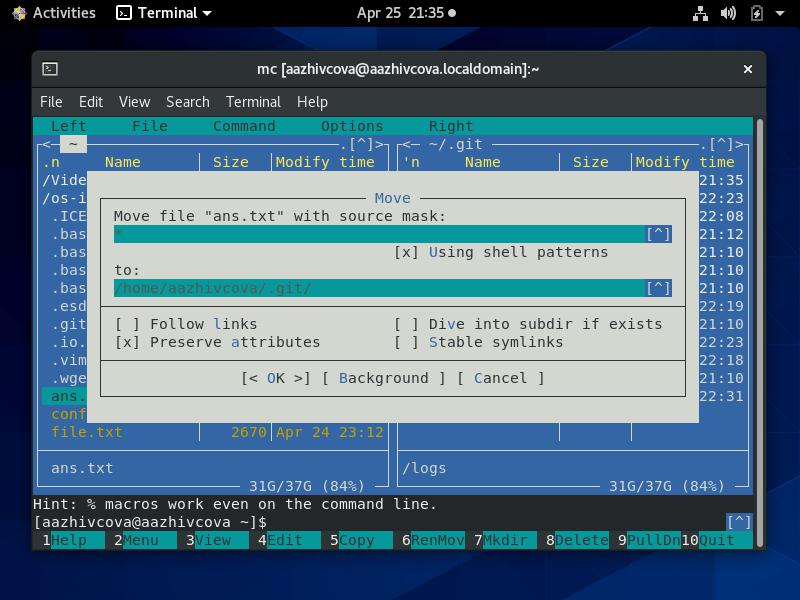 Activities Terminal Apr 25 21:35
mc [aazhivcova@aazhivcova.localdomain]:~ ×
File Edit View Search Terminal Help
Left File Command Options Right
<─ ~ .[^]> <─ ~/.git .[^]>
.n Name Size Modify time 'n Name Size Modify time
/Vide 21:35
/os-i Move 22:23
.ICE Move file "ans.txt" with source mask: 22:08
.bas * [^] 21:12
.bas [x] Using shell patterns 21:10
.bas to: 21:10
.bas /home/aazhivcova/.git/ [^] 21:10
.esd 22:19
.git [ ] Follow links [ ] Dive into subdir if exists 21:10
.io. [x] Preserve attributes [ ] Stable symlinks 22:23
.vim 22:18
.wge [< OK >] [ Background ] [ Cancel ] 21:10
ans. 22:31
conf
file.txt 2670 Apr 24 23:12
ans.txt /logs
31G/37G (84%) 31G/37G (84%)
Hint: % macros work even on the command line.
[aazhivcova@aazhivcova ~]$ [^]
1Help 2Menu 3View 4Edit 5Copy 6RenMov 7Mkdir 8Delete 9PullDn 10Quit